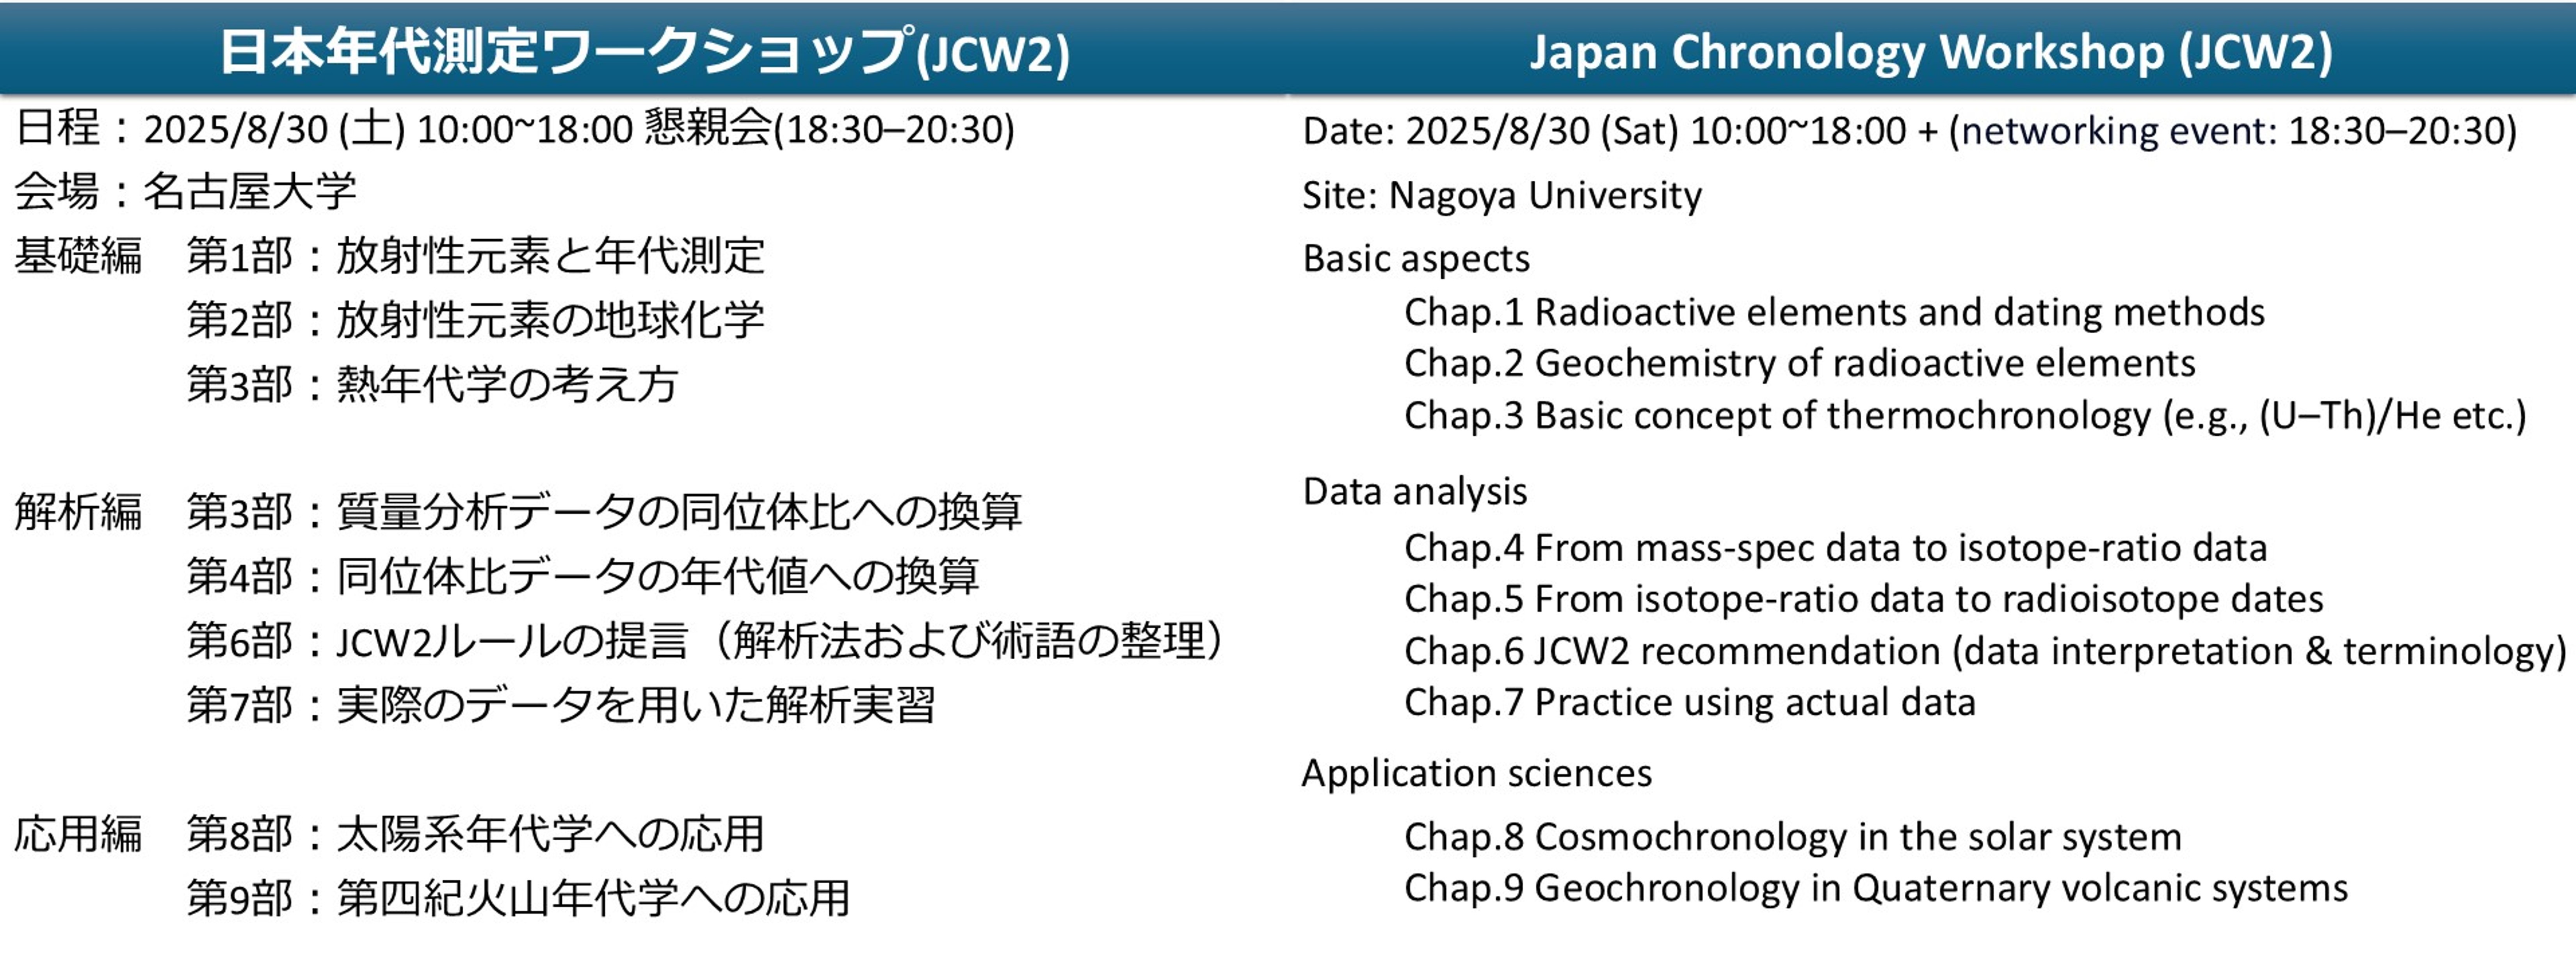 日本年代測定ワークショップ(JCW2)
日程：2025/8/30 (土) 10:00~18:00 懇親会(18:30–20:30)
会場：名古屋大学
基礎編　第1部：放射性元素と年代測定
第2部：放射性元素の地球化学
第3部：熱年代学の考え方
解析編　第3部：質量分析データの同位体比への換算
第4部：同位体比データの年代値への換算
第6部：JCW2ルールの提言（解析法および術語の整理）
第7部：実際のデータを用いた解析実習
応用編　第8部：太陽系年代学への応用
第9部：第四紀火山年代学への応用
Japan Chronology Workshop (JCW2)
Date: 2025/8/30 (Sat) 10:00~18:00 + (networking event: 18:30–20:30)
Site: Nagoya University
Basic aspects
Chap.1 Radioactive elements and dating methods
Chap.2 Geochemistry of radioactive elements
Chap.3 Basic concept of thermochronology (e.g., (U–Th)/He etc.)
Data analysis
Chap.4 From mass-spec data to isotope-ratio data
Chap.5 From isotope-ratio data to radioisotope dates
Chap.6 JCW2 recommendation (data interpretation & terminology)
Chap.7 Practice using actual data
Application sciences
Chap.8 Cosmochronology in the solar system
Chap.9 Geochronology in Quaternary volcanic systems